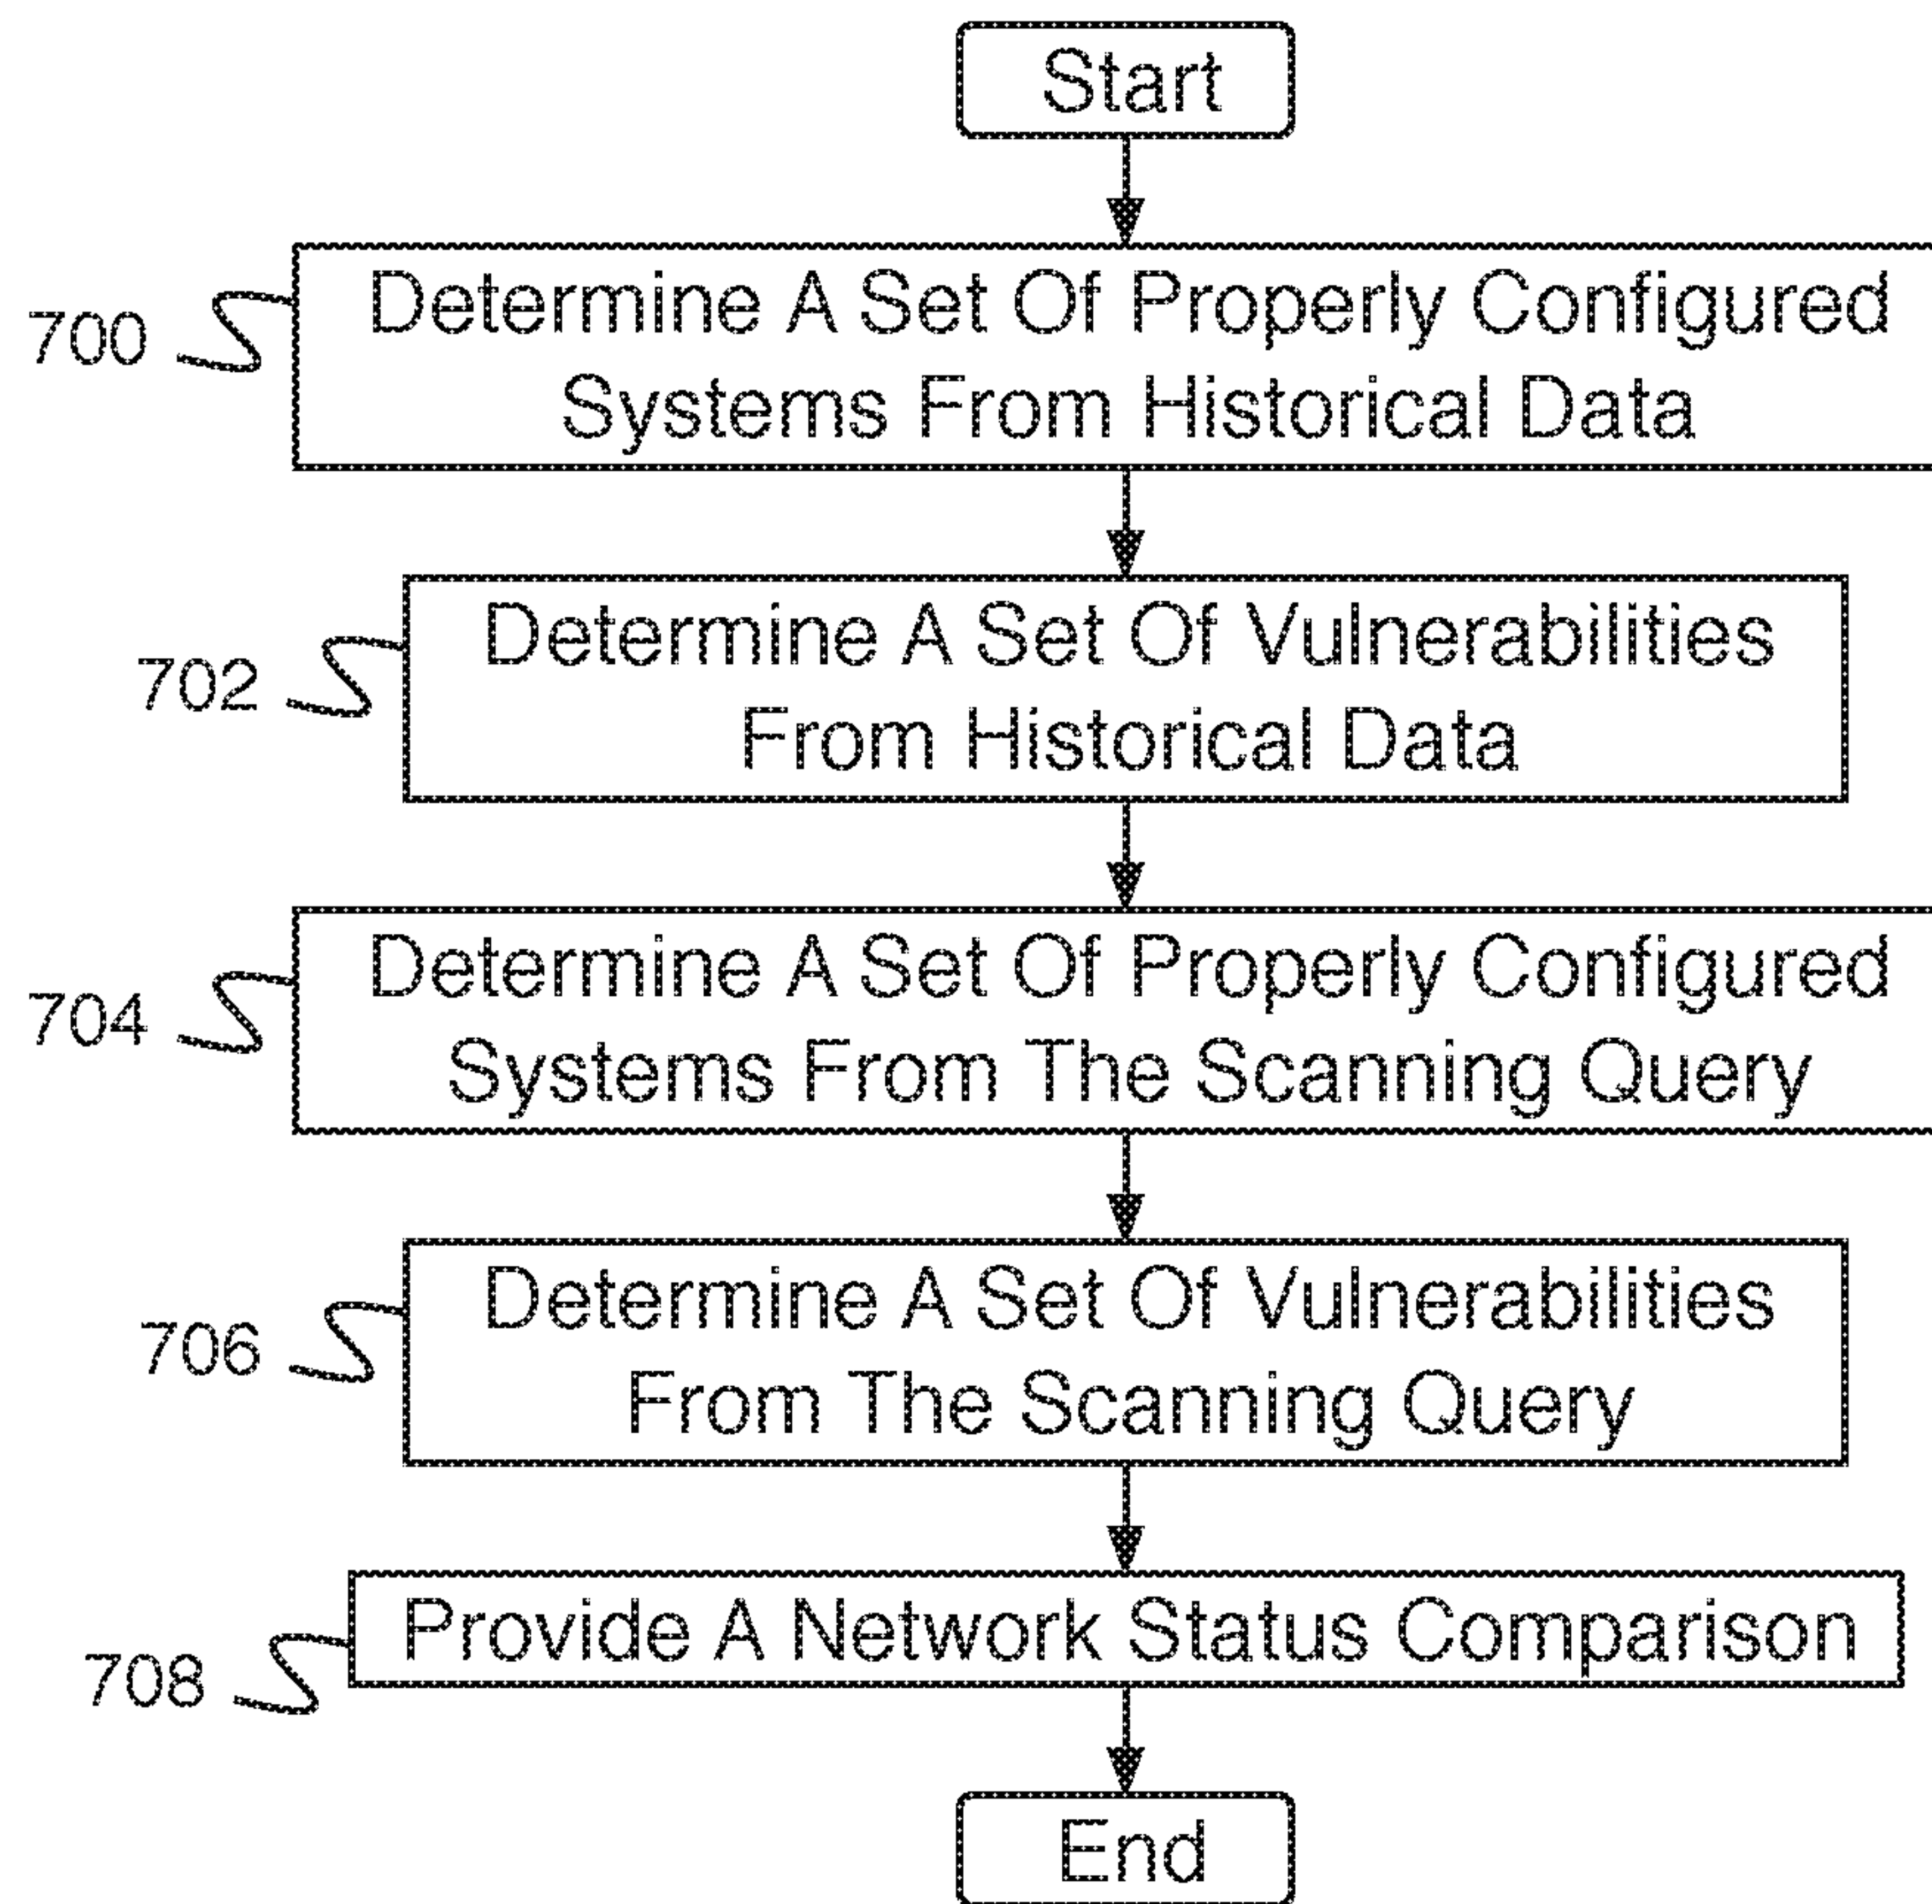 Start
700
Determine A Set Of Properly Configured
Systems From Historical Data
702
Determine A Set Of Vulnerabilities
From Historical Data
704
Determine A Set Of Properly Configured
Systems From The Scanning Query
706
Determine A Set Of Vulnerabilities
From The Scanning Query
708
Provide A Network Status Comparison
End